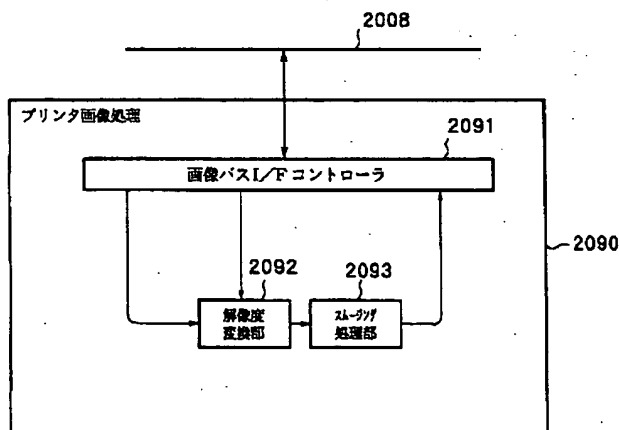 2008
プリンタ画像処理
2091
画像バスI/Fコントローラ
2090
2092
2093
解像度
変換部
スムージング
処理部